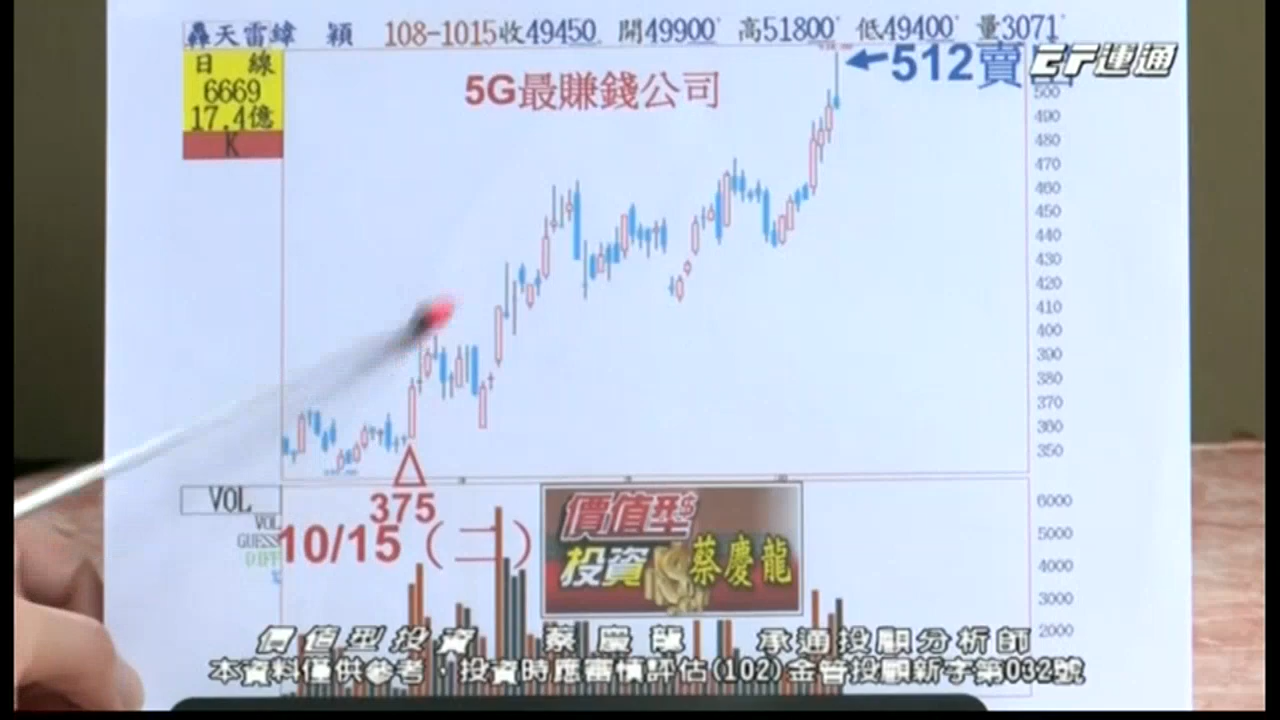 轟天雷緯 穎 108-1015收49450 開49900 高51800 低49400 量3071
日 線
6669
17.4億
K
5G最賺錢公司
512賣
運通
500
490
480
470
460
450
440
430
420
410
400
390
380
370
360
350
375
10/15(二)
VOL
VOL
GUESS
DIFF
6000
5000
4000
3000
2000
價值型
投資 蔡慶龍
價值型投資 蔡慶龍 承通投顧分析師
本資料僅供參考,投資時應審慎評估(102)金管投顧新字第032號